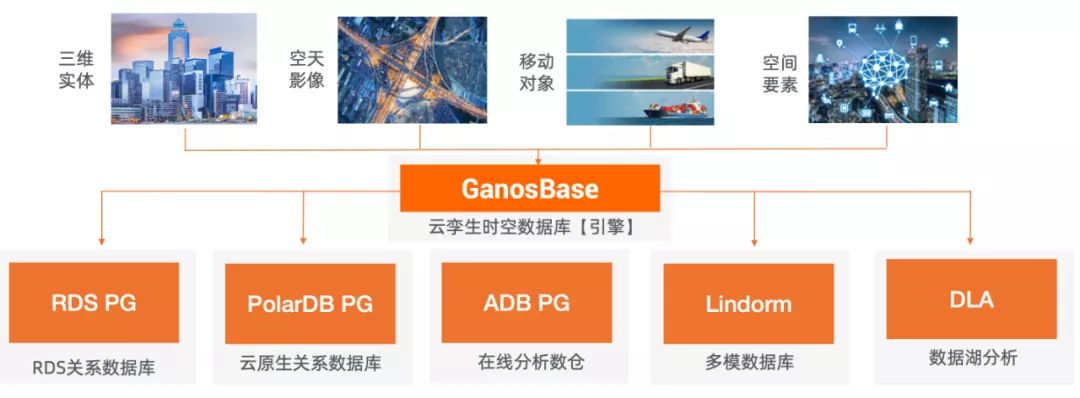 三维
实体
空天
影像
移动
对象
空间
要素
GanosBase
云孪生时空数据库【引擎】
RDS PG
PolarDB PG
ADB PG
Lindorm
DLA
RDS关系数据库
云原生关系数据库
在线分析数仓
多模数据库
数据湖分析